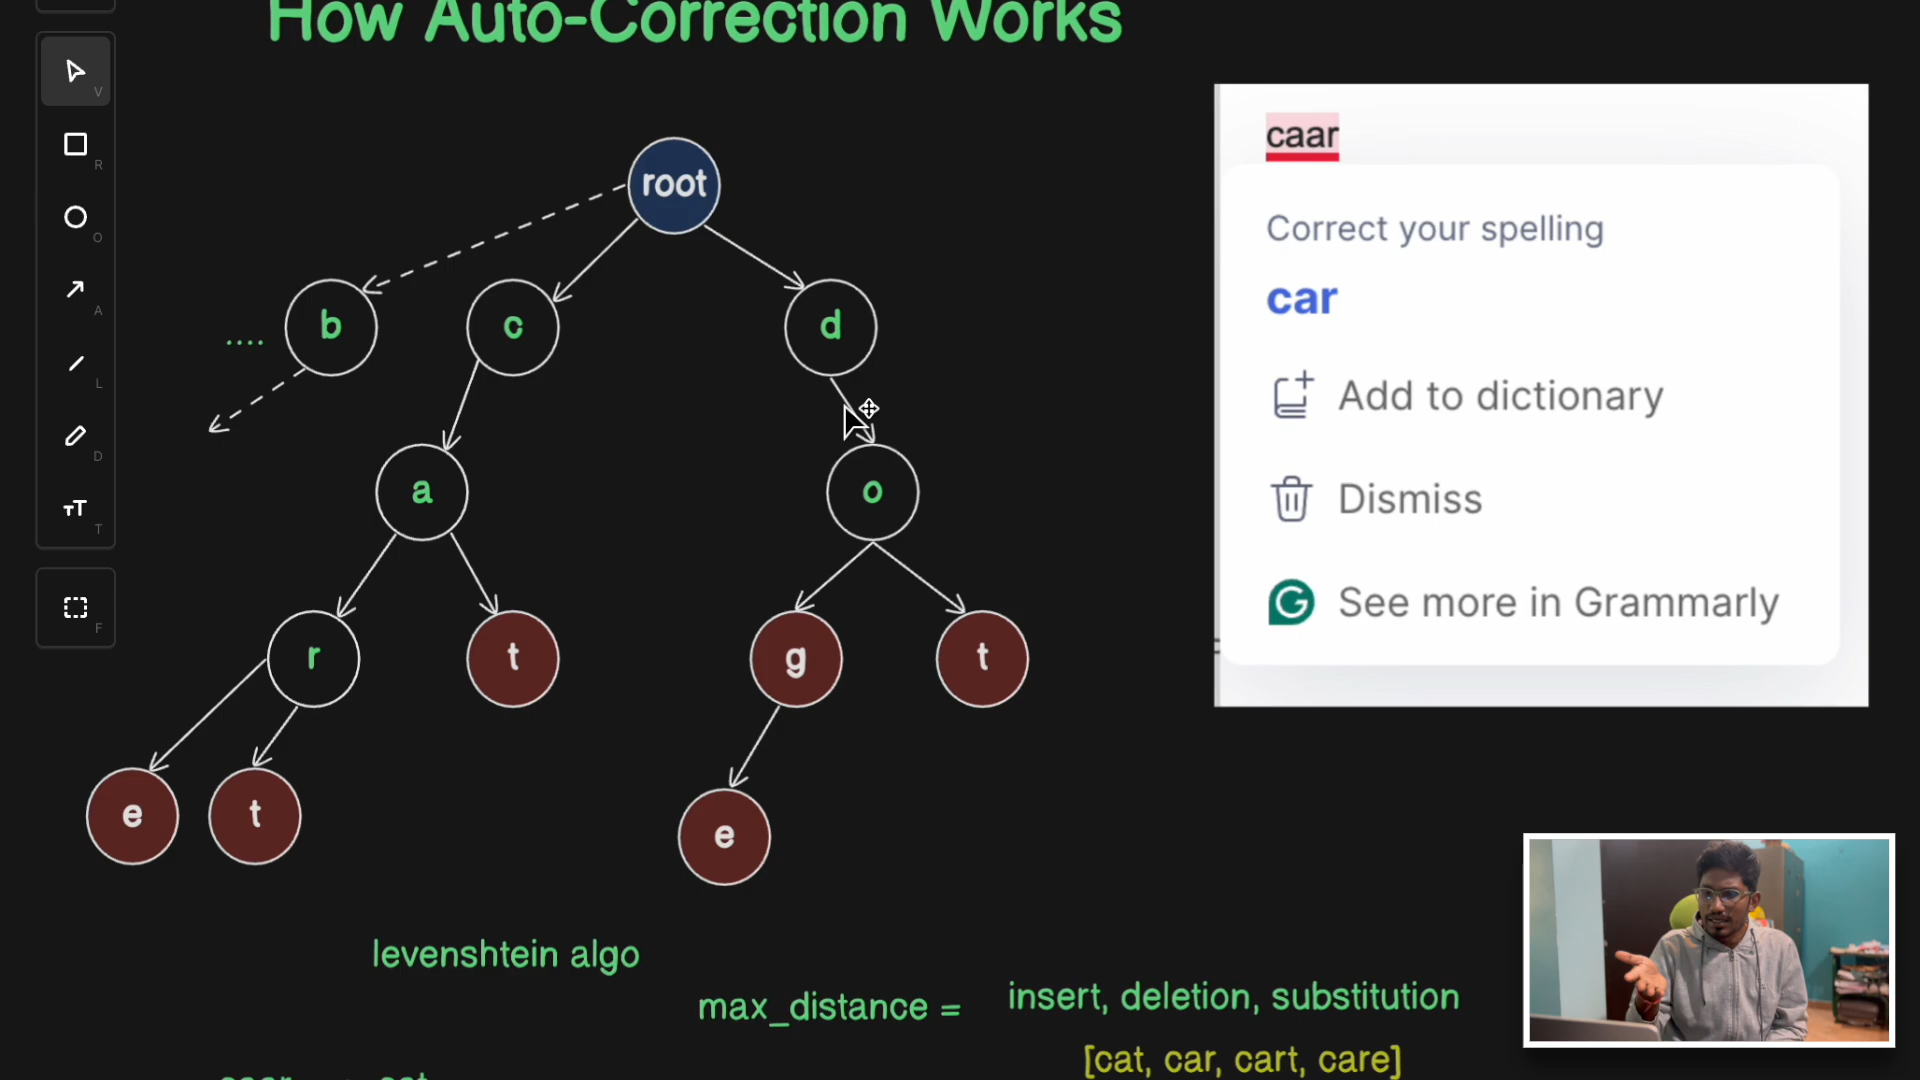 How Auto-Correction Works
V
R
O
A
L
D
T
F
root
....
b
c
d
a
o
r
t
g
t
e
t
e
caar
Correct your spelling
car
Add to dictionary
Dismiss
See more in Grammarly
levenshtein algo
max_distance =
insert, deletion, substitution
[cat, car, cart, care]